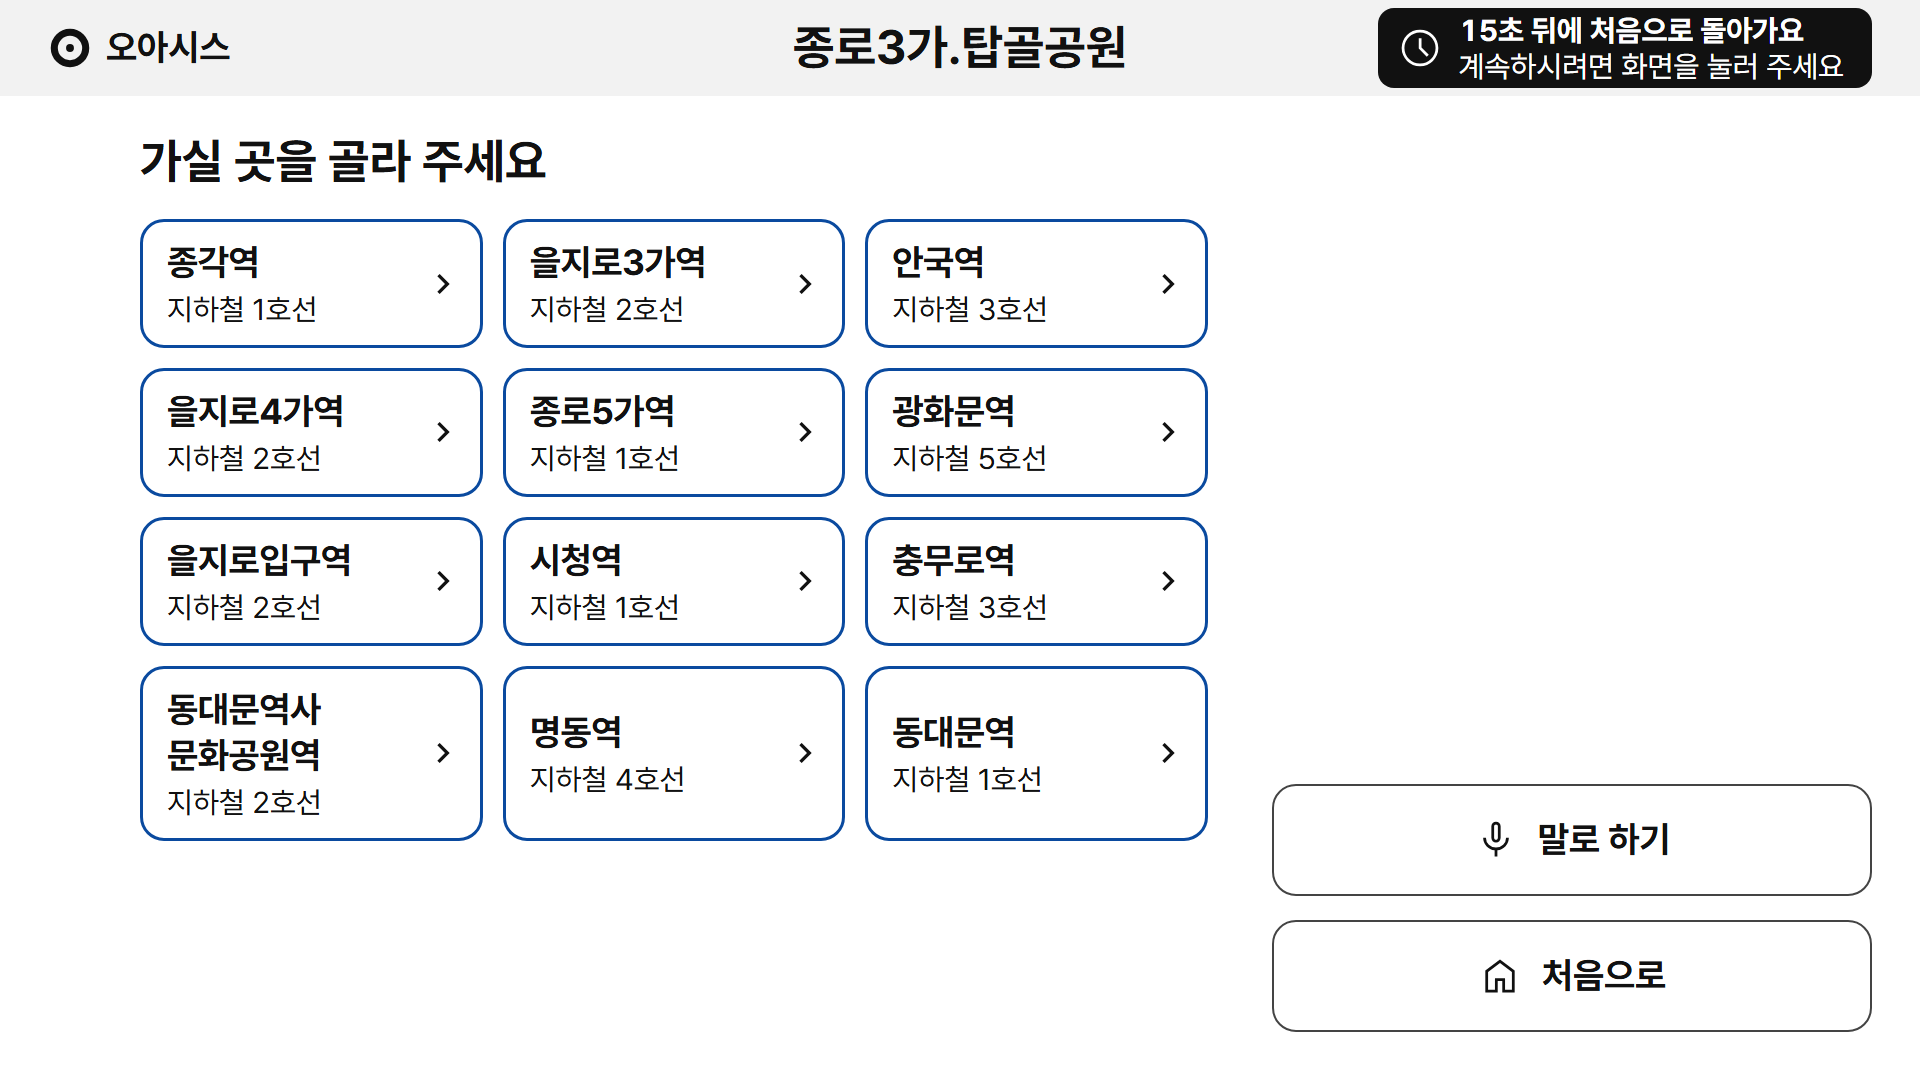 오아시스
종로3가.탑골공원
15초 뒤에 처음으로 돌아가요
계속하시려면 화면을 눌러 주세요
가실 곳을 골라 주세요
종각역
지하철 1호선
을지로3가역
지하철 2호선
안국역
지하철 3호선
을지로4가역
지하철 2호선
종로5가역
지하철 1호선
광화문역
지하철 5호선
을지로입구역
지하철 2호선
시청역
지하철 1호선
충무로역
지하철 3호선
동대문역사
문화공원역
지하철 2호선
명동역
지하철 4호선
동대문역
지하철 1호선
말로 하기
처음으로